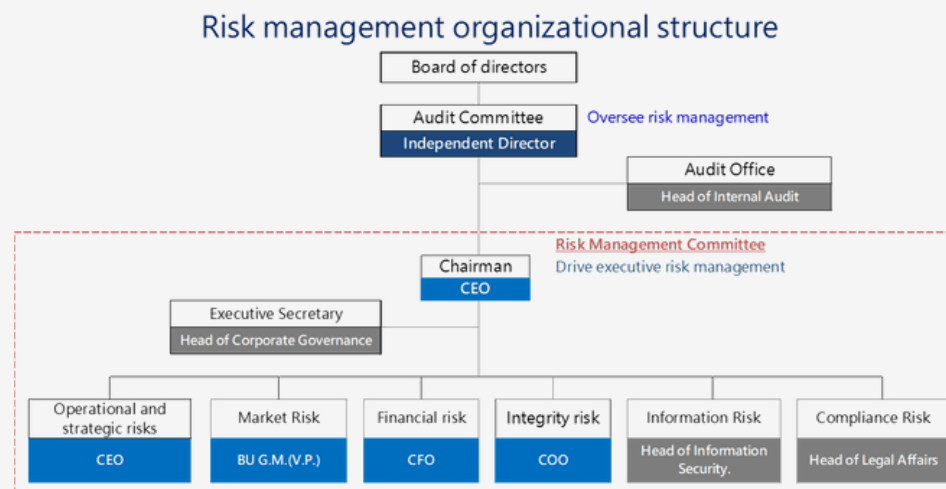 Risk management organizational structure
Board of directors
Audit Committee
Oversee risk management
Independent Director
Audit Office
Head of Internal Audit
Risk Management Committee
Chairman
Drive executive risk management
CEO
Executive Secretary
Head of Corporate Governance
Operational and
strategic risks
CEO
Market Risk
BU G.M.(V.P.)
Financial risk
CFO
Integrity risk
COO
Information Risk
Head of Information
Security.
Compliance Risk
Head of Legal Affairs